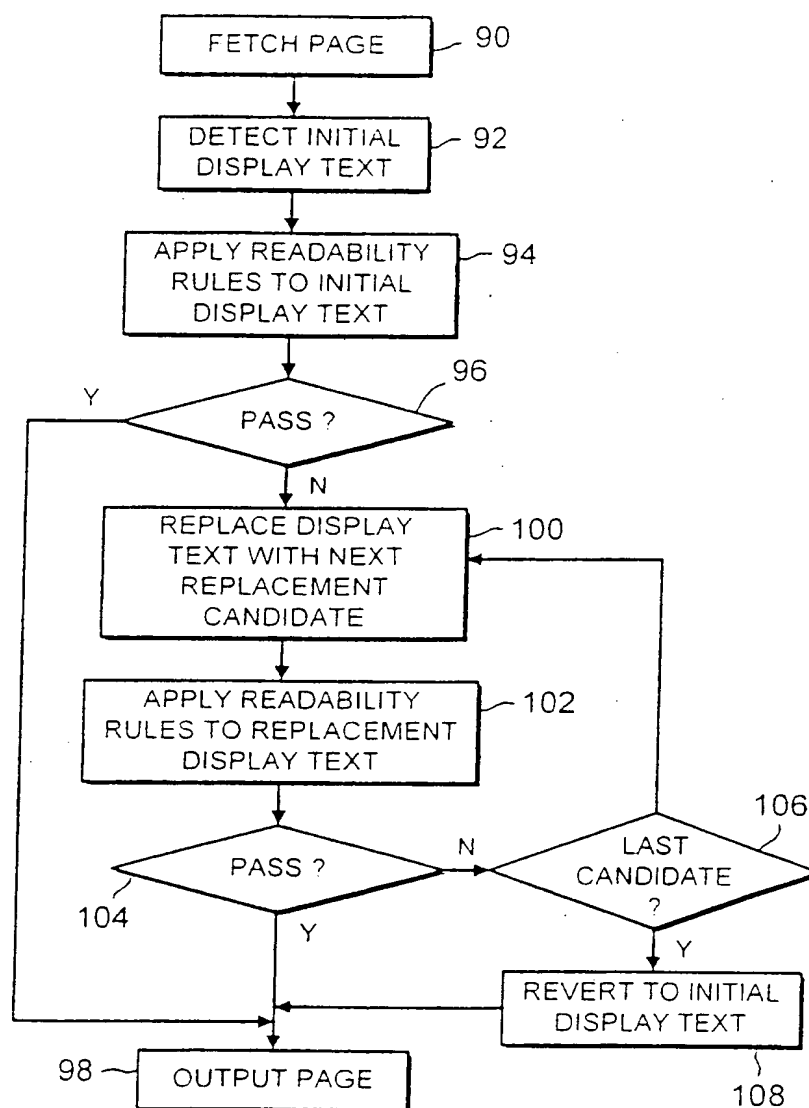 FETCH PAGE
90
DETECT INITIAL
DISPLAY TEXT
92
APPLY READABILITY
RULES TO INITIAL
DISPLAY TEXT
94
PASS ?
96
Y
N
REPLACE DISPLAY
TEXT WITH NEXT
REPLACEMENT
CANDIDATE
100
APPLY READABILITY
RULES TO REPLACEMENT
DISPLAY TEXT
102
PASS ?
104
N
Y
LAST
CANDIDATE
?
106
Y
REVERT TO INITIAL
DISPLAY TEXT
108
98
OUTPUT PAGE